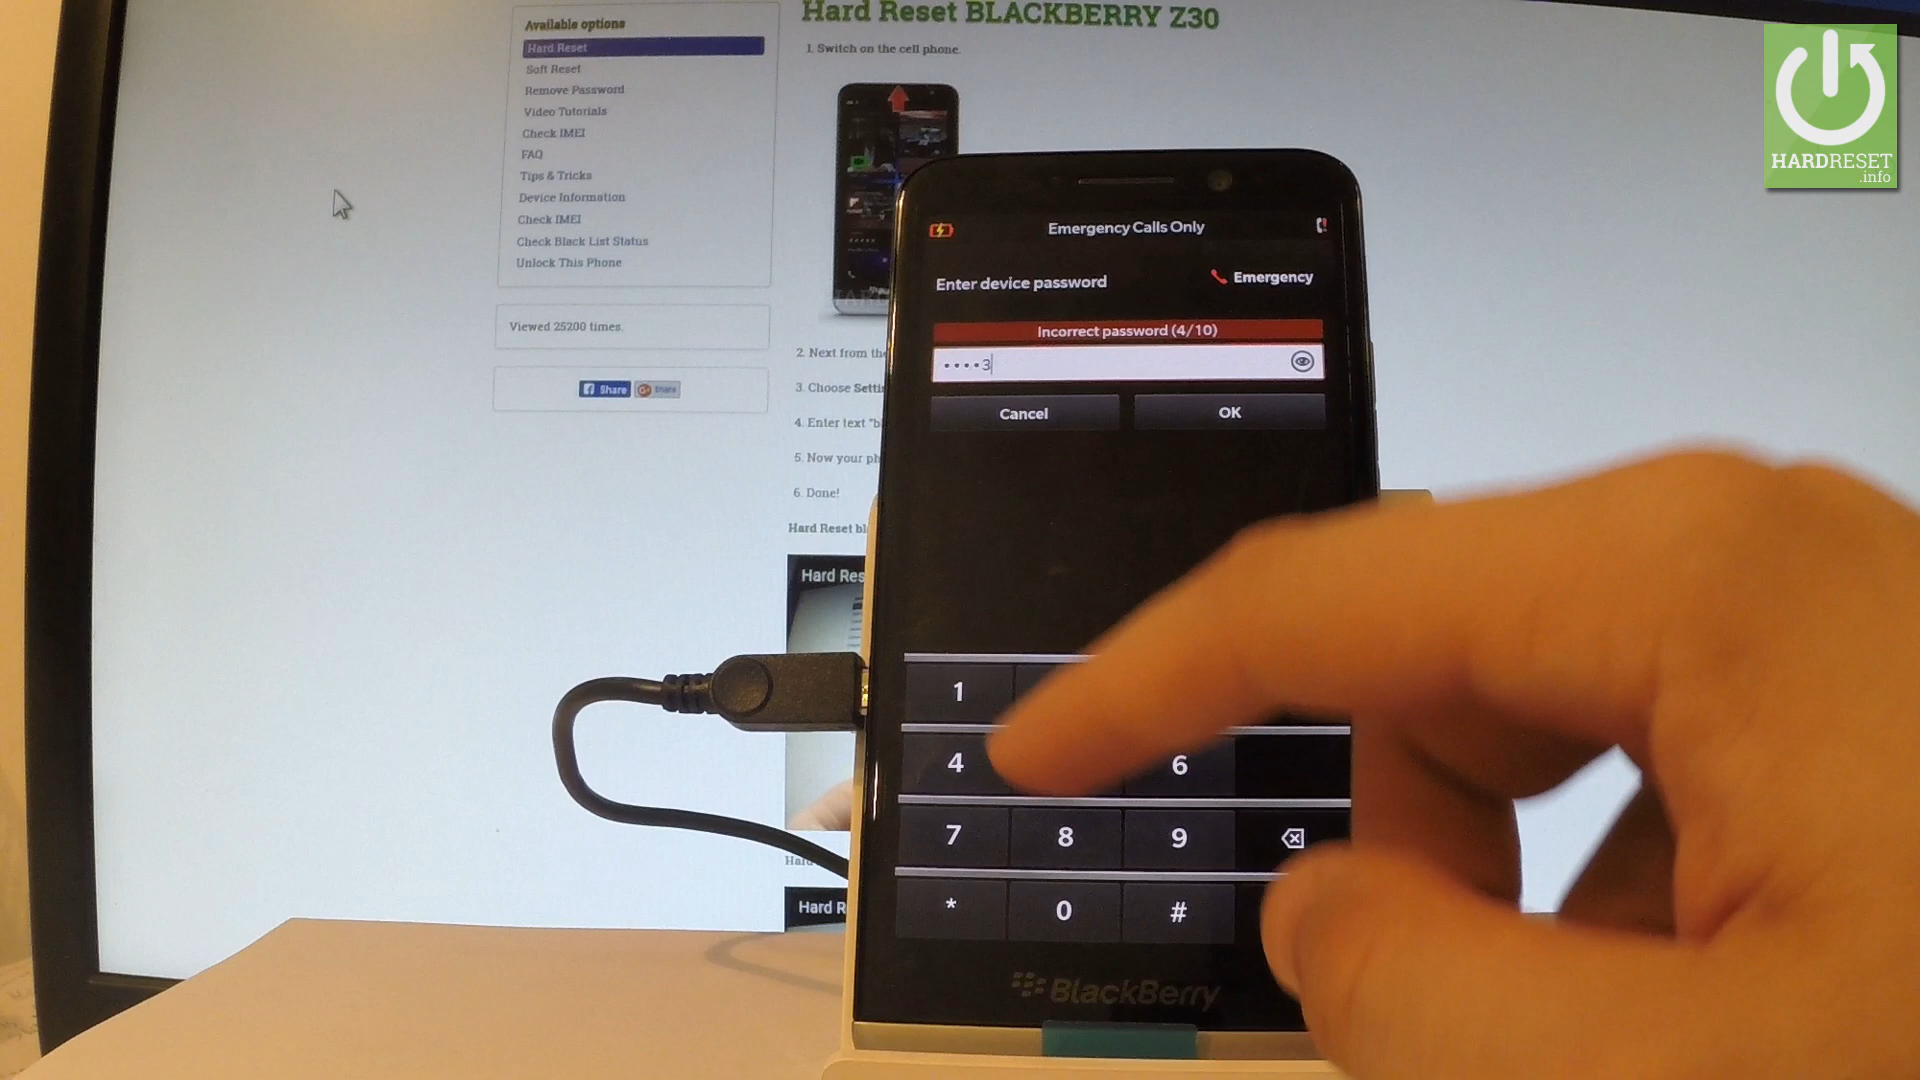 Hard Reset BLACKBERRY Z30
Available options
Hard Reset
Soft Reset
Remove Password
Video Tutorials
Check IMEI
FAQ
Tips & Tricks
Device Information
Check IMEI
Check Black List Status
Unlock This Phone
Viewed 25200 times.
Share
Share
1. Switch on the cell phone.
2. Next from the
3. Choose Setti
4. Enter text "b
5. Now your ph
6. Done!
Hard Reset bl
Hard Res
Hard
Hard R
HARDRESET
.info
Emergency Calls Only
Enter device password
Emergency
Incorrect password (4/10)
••••3
Cancel
OK
1
4
6
7
8
9
*
0
#
BlackBerry